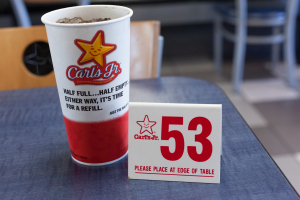 Carl's Jr.
HALF FULL...HALF EMPTY
EITHER WAY, IT'S TIME
FOR A REFILL.
Carl's Jr.
53
PLEASE PLACE AT EDGE OF TABLE